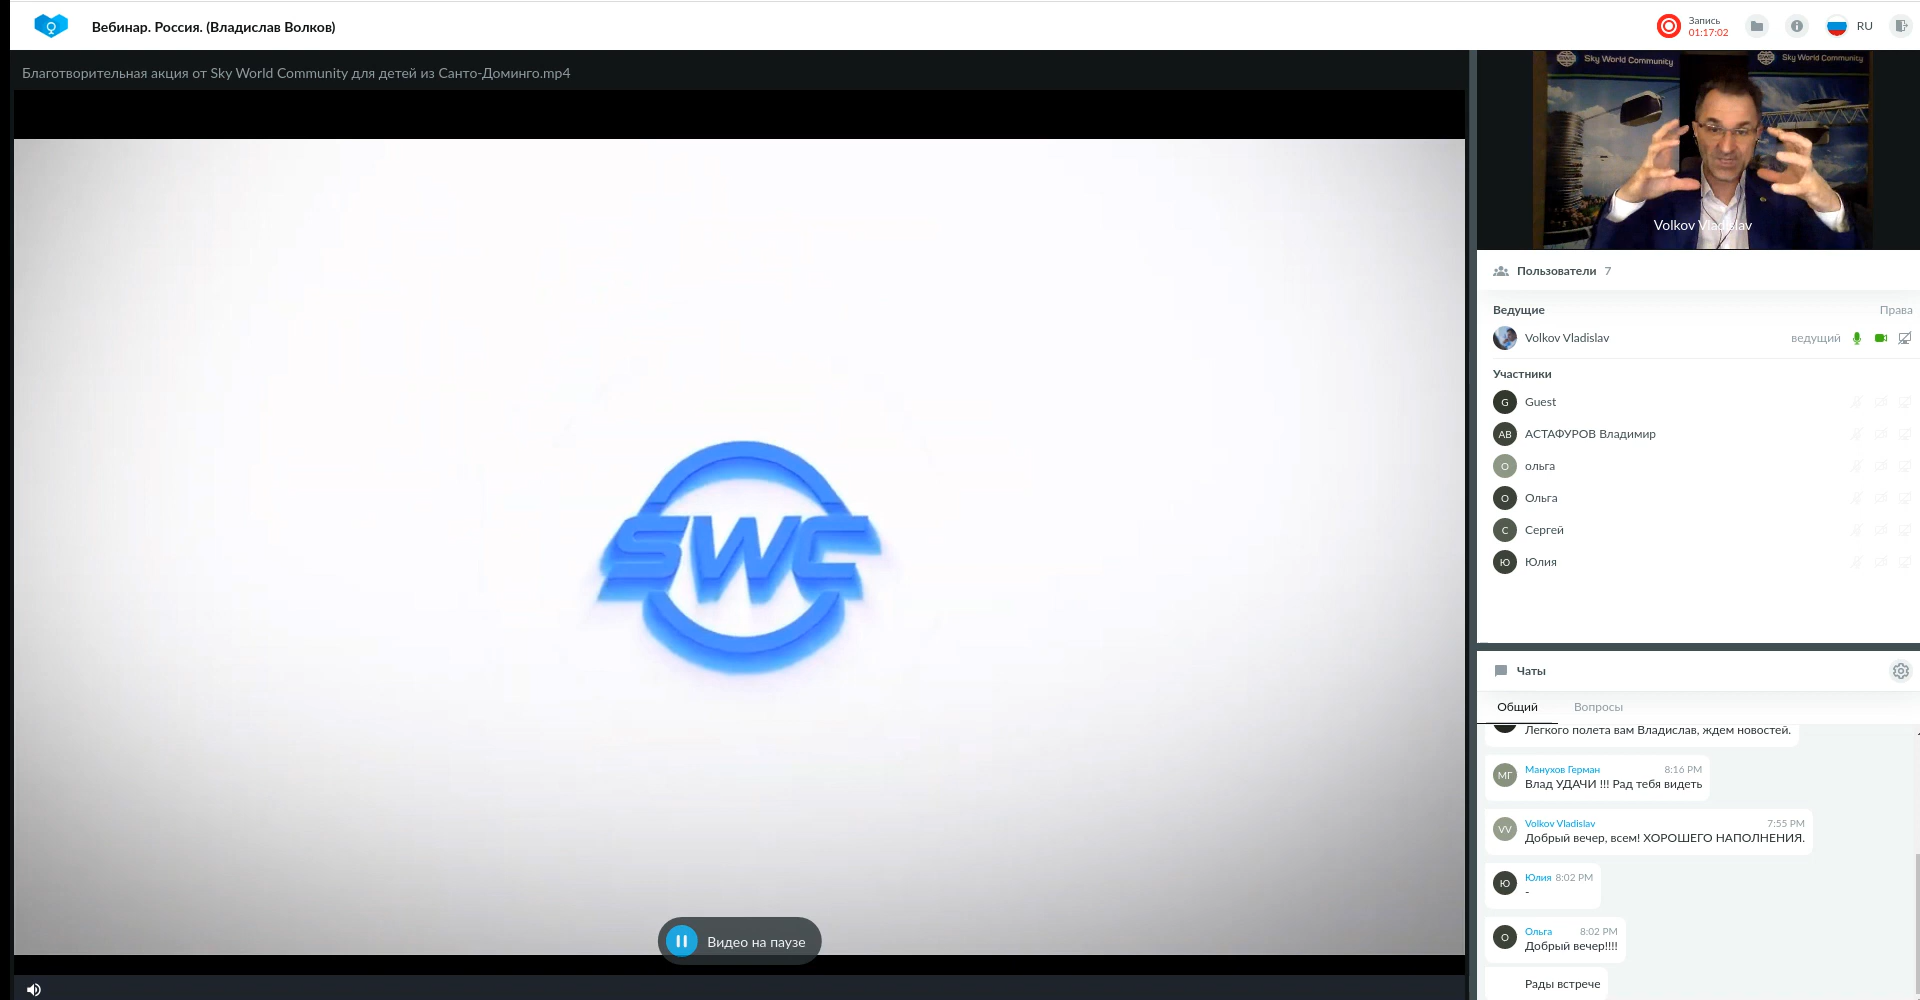 Вебинар. Россия. (Владислав Волков)
Запись
01:17:02
RU
Благотворительная акция от Sky World Community для детей из Санто-Доминго.mp4
SWC
Видео на паузе
Sky World Community
Sky World Community
Volkov Vladislav
Пользователи 7
Ведущие Права
Volkov Vladislav ведущий
Участники
G Guest
АВ АСТАФУРОВ Владимир
О ольга
О Ольга
С Сергей
Ю Юлия
Чаты
Общий Вопросы
Легкого полета вам Владислав, ждем новостей.
МГ Манухов Герман 8:16 PM
Влад УДАЧИ !!! Рад тебя видеть
VV Volkov Vladislav 7:55 PM
Добрый вечер, всем! ХОРОШЕГО НАПОЛНЕНИЯ.
Ю Юлия 8:02 PM
-
О Ольга 8:02 PM
Добрый вечер!!!!
Рады встрече